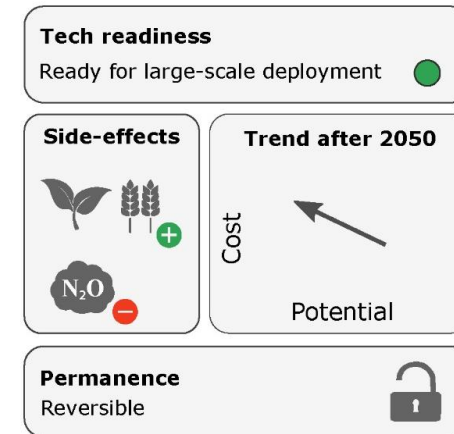 Tech readiness
Ready for large-scale deployment
Side-effects
N₂O
Trend after 2050
Cost
Potential
Permanence
Reversible